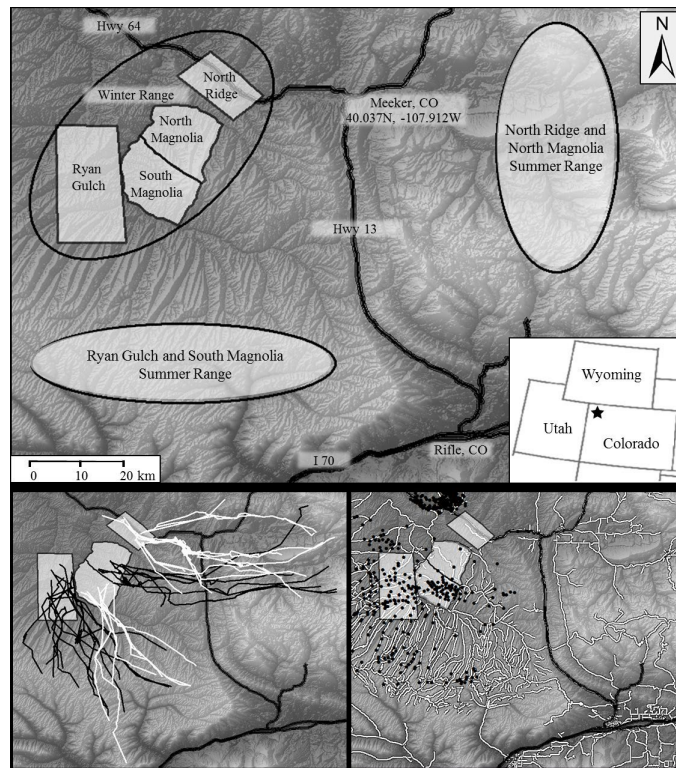 Hwy 64
N
North
Ridge
Winter Range
Meeker, CO
40.037N, -107.912W
North
Magnolia
North Ridge and
North Magnolia
Summer Range
Ryan
Gulch
South
Magnolia
Hwy 13
Ryan Gulch and South Magnolia
Summer Range
Wyoming
Utah
Colorado
Rifle, CO
I 70
0 10 20 km